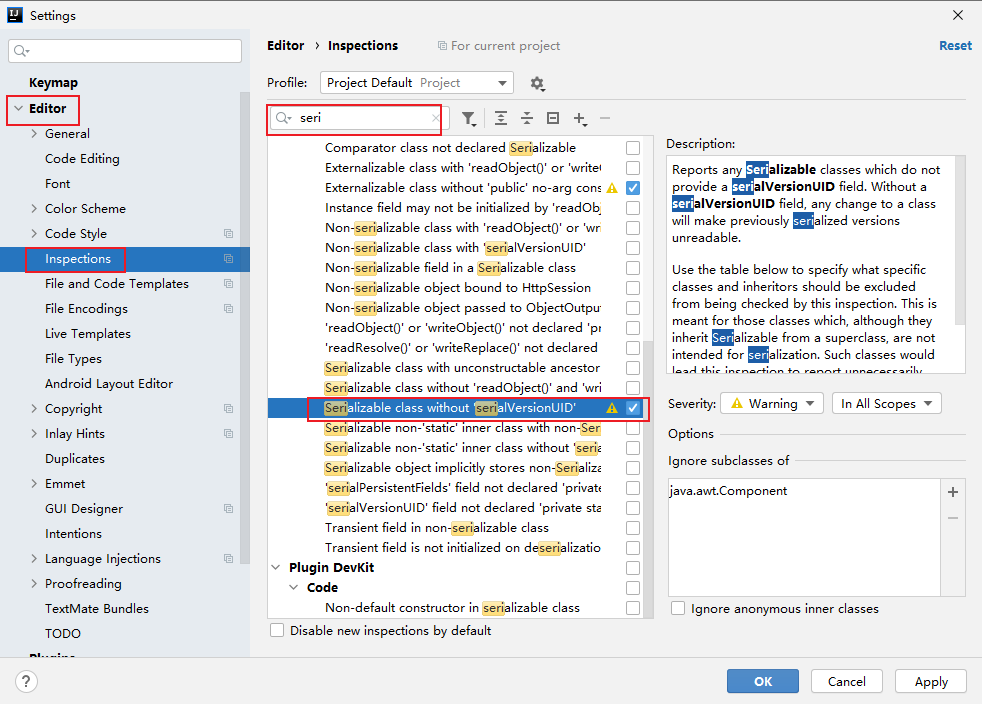 Settings
Editor › Inspections
For current project
Reset
Keymap
Editor
General
Code Editing
Font
Color Scheme
Code Style
Inspections
File and Code Templates
File Encodings
Live Templates
File Types
Android Layout Editor
Copyright
Inlay Hints
Duplicates
Emmet
GUI Designer
Intentions
Language Injections
Proofreading
TextMate Bundles
TODO
Plugins
Profile:
Project Default Project
seri
Comparator class not declared Serializable
Externalizable class with 'readObject()' or 'write
Externalizable class without 'public' no-arg cons
Instance field may not be initialized by 'readObj
Non-serializable class with 'readObject()' or 'wri
Non-serializable class with 'serialVersionUID'
Non-serializable field in a Serializable class
Non-serializable object bound to HttpSession
Non-serializable object passed to ObjectOutput
'readObject()' or 'writeObject()' not declared 'pr
'readResolve()' or 'writeReplace()' not declared
Serializable class with unconstructable ancestor
Serializable class without 'readObject()' and 'wri
Serializable class without 'serialVersionUID'
Serializable non-'static' inner class with non-Seri
Serializable non-'static' inner class without 'seria
Serializable object implicitly stores non-Serializa
'serialPersistentFields' field not declared 'private
'serialVersionUID' field not declared 'private sta
Transient field in non-serializable class
Transient field is not initialized on deserializatio
Plugin DevKit
Code
Non-default constructor in serializable class
Disable new inspections by default
Description:
Reports any Serializable classes which do not
provide a serialVersionUID field. Without a
serialVersionUID field, any change to a class
will make previously serialized versions
unreadable.
Use the table below to specify what specific
classes and inheritors should be excluded
from being checked by this inspection. This is
meant for those classes which, although they
inherit Serializable from a superclass, are not
intended for serialization. Such classes would
lead this inspection to report unnecessarily
Severity:
Warning
In All Scopes
Options
Ignore subclasses of
java.awt.Component
Ignore anonymous inner classes
?
OK
Cancel
Apply